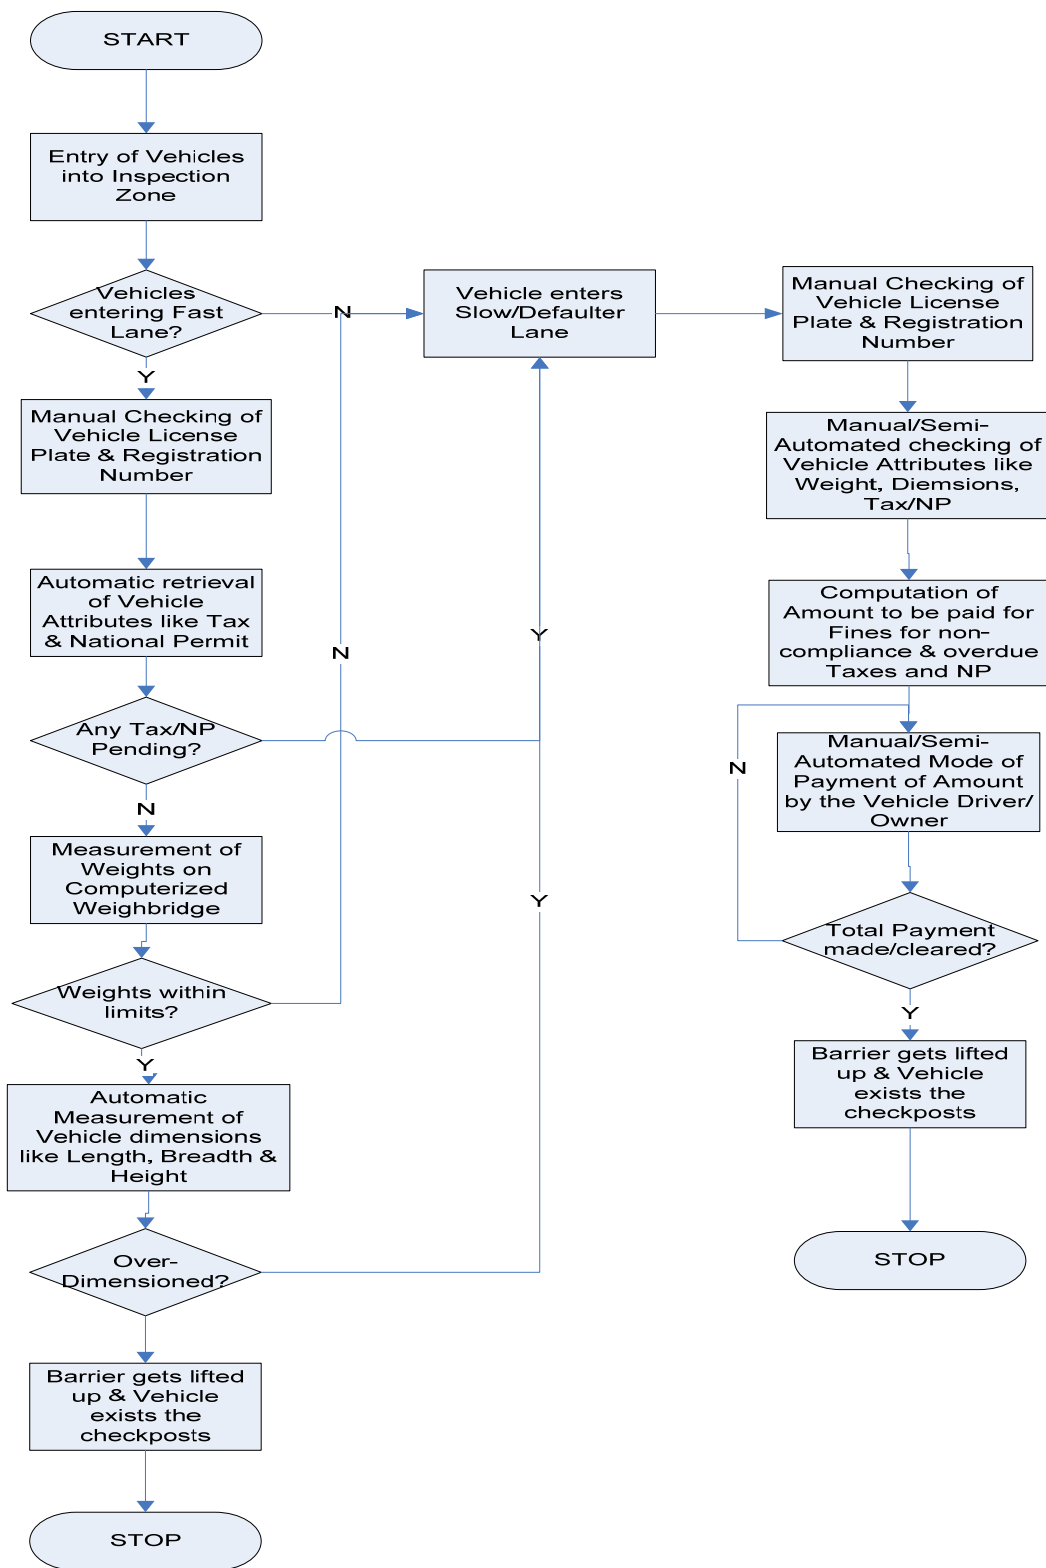 START
Entry of Vehicles
into Inspection
Zone
Vehicles
entering Fast
Lane?
N
Y
Manual Checking of
Vehicle License
Plate & Registration
Number
Automatic retrieval
of Vehicle
Attributes like Tax
& National Permit
Any Tax/NP
Pending?
Y
N
Measurement of
Weights on
Computerized
Weighbridge
Weights within
limits?
N
Y
Automatic
Measurement of
Vehicle dimensions
like Length, Breadth &
Height
Over-
Dimensioned?
Y
Barrier gets lifted
up & Vehicle
exists the
checkposts
STOP
Vehicle enters
Slow/Defaulter
Lane
Manual Checking of
Vehicle License
Plate & Registration
Number
Manual/Semi-
Automated checking of
Vehicle Attributes like
Weight, Diemsions,
Tax/NP
Computation of
Amount to be paid for
Fines for non-
compliance & overdue
Taxes and NP
Manual/Semi-
Automated Mode of
Payment of Amount
by the Vehicle Driver/
Owner
N
Total Payment
made/cleared?
Y
Barrier gets lifted
up & Vehicle
exists the
checkposts
STOP